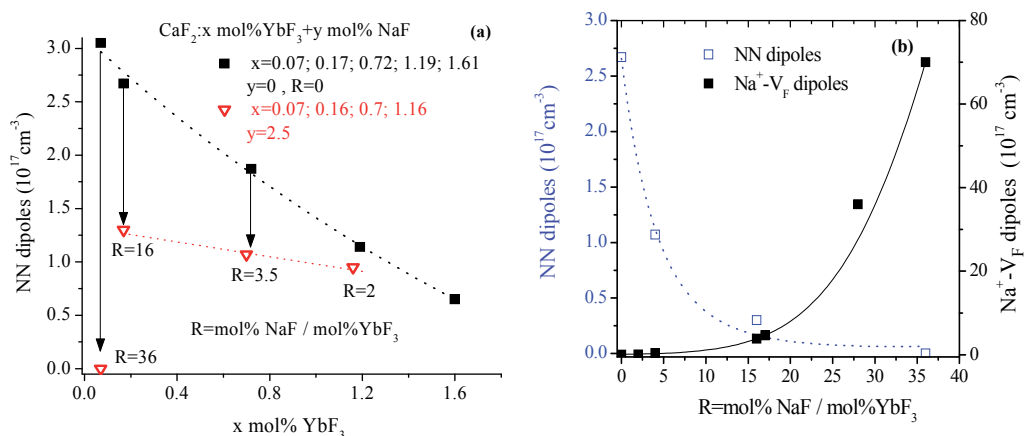 CaF2:x mol%YbF3+y mol% NaF
(a)
x=0.07; 0.17; 0.72; 1.19; 1.61
y=0 , R=0
x=0.07; 0.16; 0.7; 1.16
y=2.5
R=16
R=3.5
R=2
R=mol% NaF / mol%YbF3
R=36
NN dipoles (10^17 cm^-3)
3.0
2.5
2.0
1.5
1.0
0.5
0.0
0.0 0.4 0.8 1.2 1.6
x mol% YbF3
(b)
NN dipoles
Na+-VF dipoles
NN dipoles (10^17 cm^-3)
3.0
2.5
2.0
1.5
1.0
0.5
0.0
80
60
40
20
0
Na+-VF dipoles (10^17 cm^-3)
0 5 10 15 20 25 30 35 40
R=mol% NaF / mol%YbF3